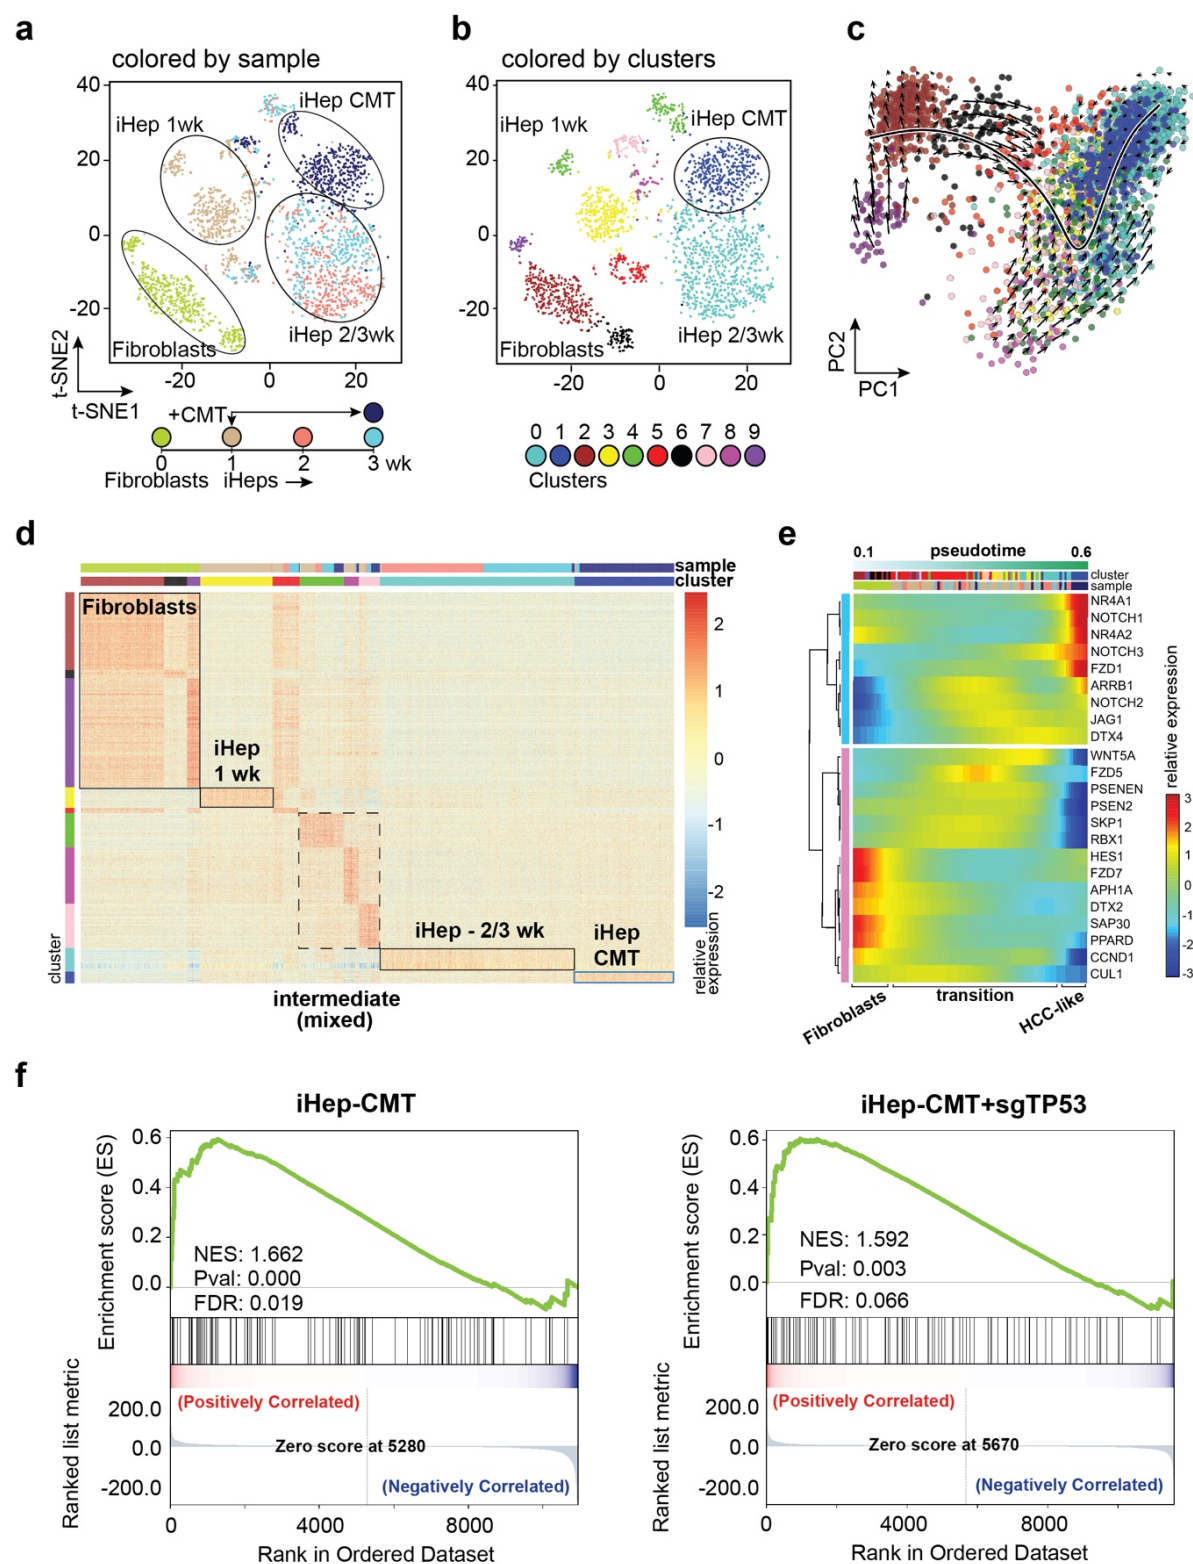 a
colored by sample
40
20
0
-20
-20
0
20
iHep 1wk
iHep CMT
iHep 2/3wk
Fibroblasts
t-SNE2
t-SNE1
+CMT
0
1
2
3 wk
Fibroblasts
iHeps
b
colored by clusters
40
20
0
-20
-20
0
20
iHep 1wk
iHep CMT
iHep 2/3wk
Fibroblasts
0 1 2 3 4 5 6 7 8 9
Clusters
c
PC2
PC1
d
sample
cluster
Fibroblasts
iHep
1 wk
iHep - 2/3 wk
iHep
CMT
cluster
intermediate
(mixed)
2
1
0
-1
-2
relative
expression
e
0.1
pseudotime
0.6
cluster
sample
NR4A1
NOTCH1
NR4A2
NOTCH3
FZD1
ARRB1
NOTCH2
JAG1
DTX4
WNT5A
FZD5
PSENEN
PSEN2
SKP1
RBX1
HES1
FZD7
APH1A
DTX2
SAP30
PPARD
CCND1
CUL1
Fibroblasts
transition
HCC-like
relative expression
3
2
1
0
-1
-2
-3
f
iHep-CMT
Enrichment score (ES)
0.6
0.4
0.2
0.0
NES: 1.662
Pval: 0.000
FDR: 0.019
Ranked list metric
(Positively Correlated)
200.0
0.0
-200.0
Zero score at 5280
(Negatively Correlated)
0
4000
8000
Rank in Ordered Dataset
iHep-CMT+sgTP53
Enrichment score (ES)
0.6
0.4
0.2
0.0
NES: 1.592
Pval: 0.003
FDR: 0.066
Ranked list metric
(Positively Correlated)
200.0
0.0
-200.0
Zero score at 5670
(Negatively Correlated)
0
4000
8000
Rank in Ordered Dataset